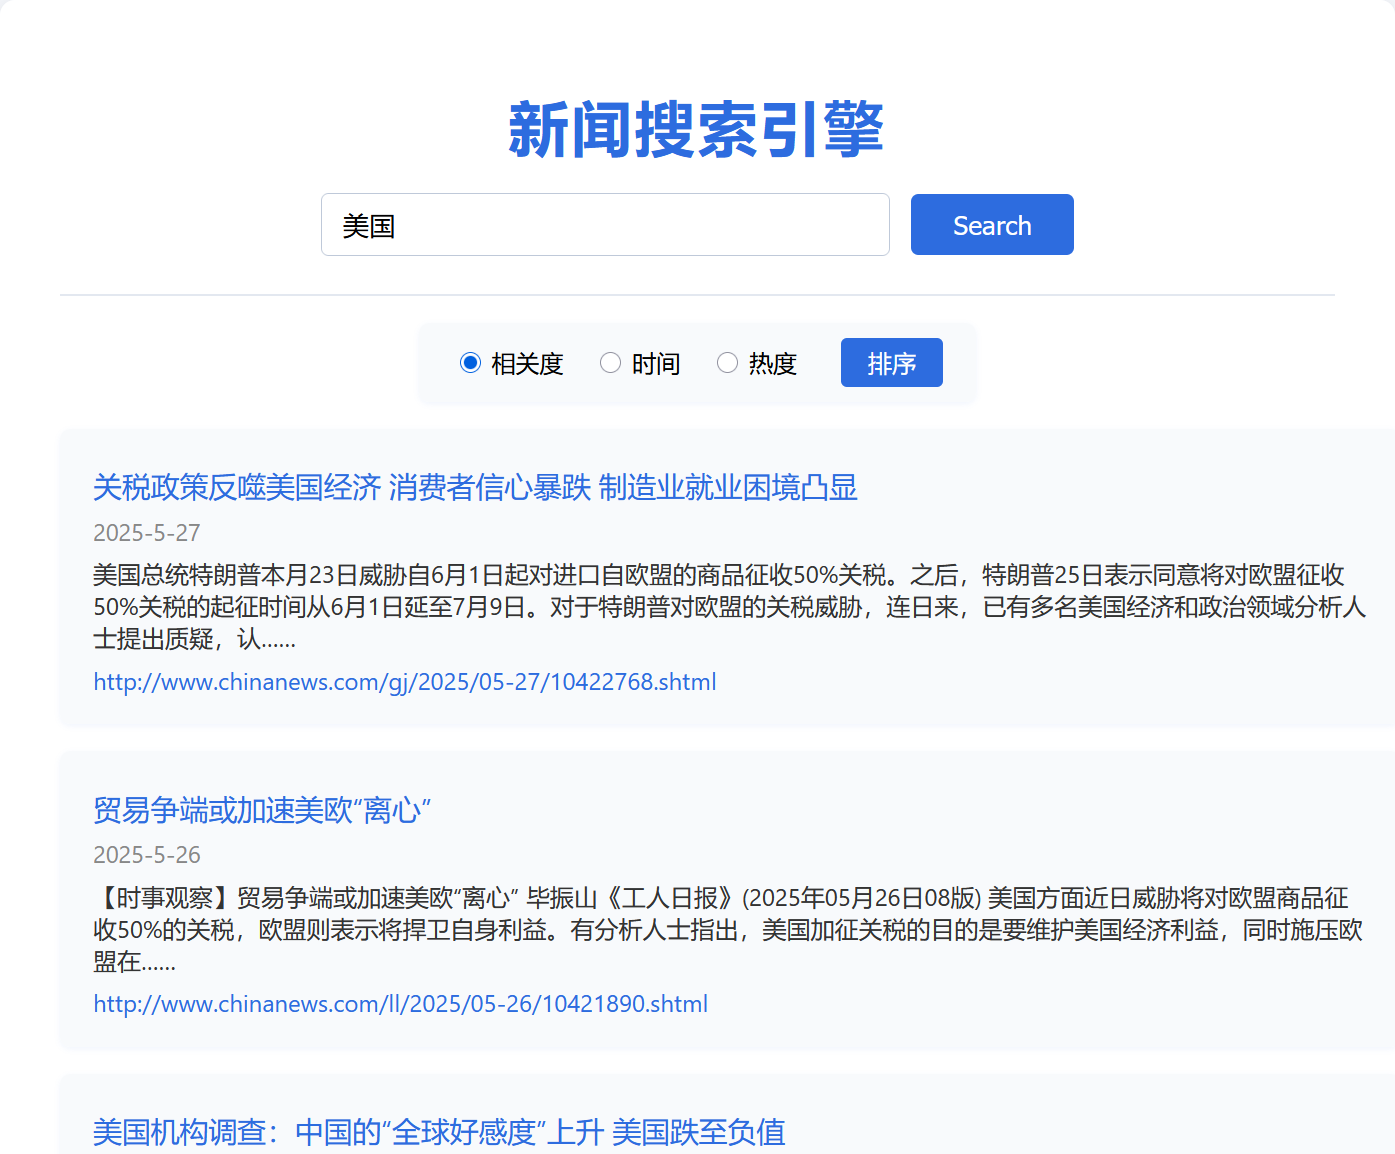 新闻搜索引擎
美国
Search
相关度 时间 热度 排序
关税政策反噬美国经济 消费者信心暴跌 制造业就业困境凸显
2025-5-27
美国总统特朗普本月23日威胁自6月1日起对进口自欧盟的商品征收50%关税。之后，特朗普25日表示同意将对欧盟征收
50%关税的起征时间从6月1日延至7月9日。对于特朗普对欧盟的关税威胁，连日来，已有多名美国经济和政治领域分析人
士提出质疑，认......
http://www.chinanews.com/gj/2025/05-27/10422768.shtml
贸易争端或加速美欧“离心”
2025-5-26
【时事观察】贸易争端或加速美欧“离心” 毕振山《工人日报》(2025年05月26日08版) 美国方面近日威胁将对欧盟商品征
收50%的关税，欧盟则表示将捍卫自身利益。有分析人士指出，美国加征关税的目的是要维护美国经济利益，同时施压欧
盟在......
http://www.chinanews.com/ll/2025/05-26/10421890.shtml
美国机构调查：中国的“全球好感度”上升 美国跌至负值